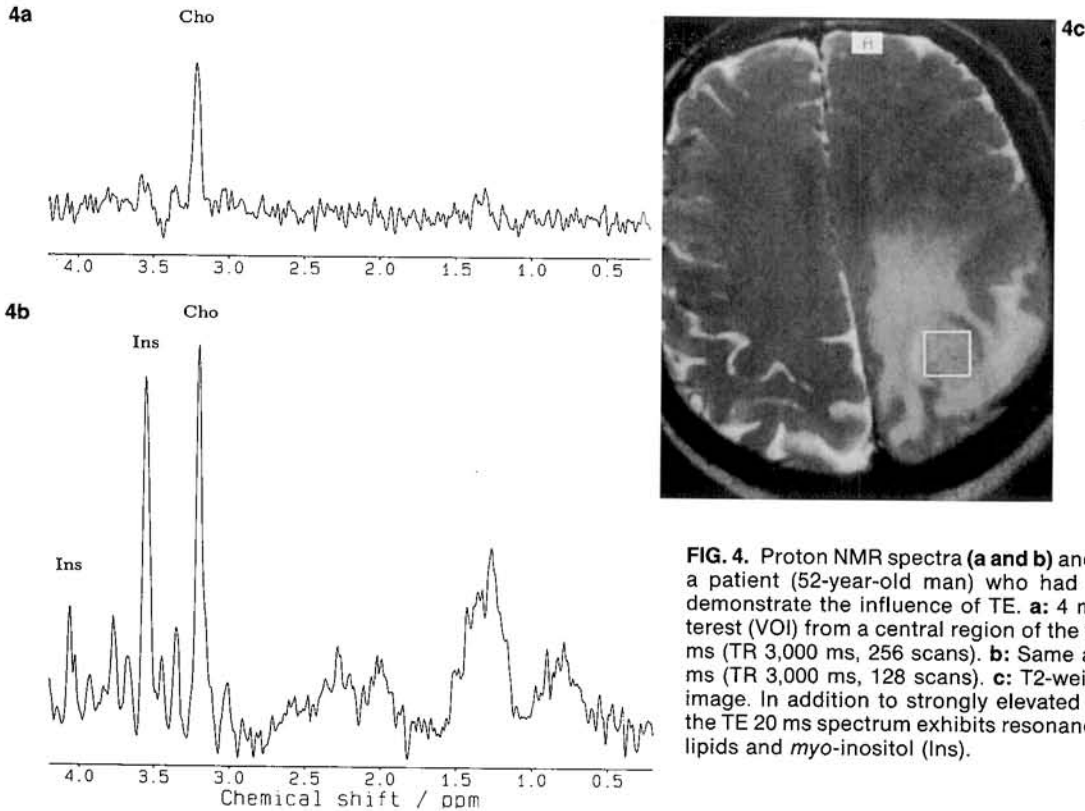 4a
Cho
4.0 3.5 3.0 2.5 2.0 1.5 1.0 0.5
4b
Cho
Ins
Ins
4.0 3.5 3.0 2.5 2.0 1.5 1.0 0.5
Chemical shift / ppm
4c
H
FIG. 4. Proton NMR spectra (a and b) and
a patient (52-year-old man) who had
demonstrate the influence of TE. a: 4 m
terest (VOI) from a central region of the
ms (TR 3,000 ms, 256 scans). b: Same a
ms (TR 3,000 ms, 128 scans). c: T2-wei
image. In addition to strongly elevated
the TE 20 ms spectrum exhibits resonanc
lipids and myo-inositol (Ins).